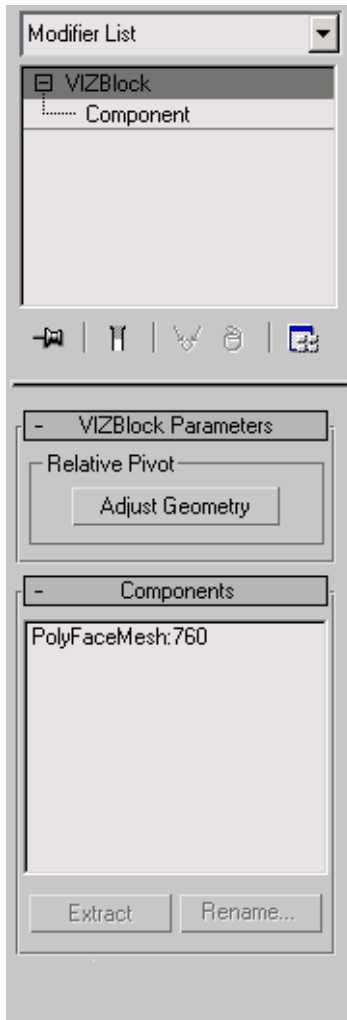 Modifier List
VIZBlock
Component
VIZBlock Parameters
Relative Pivot
Adjust Geometry
Components
PolyFaceMesh:760
Extract Rename...